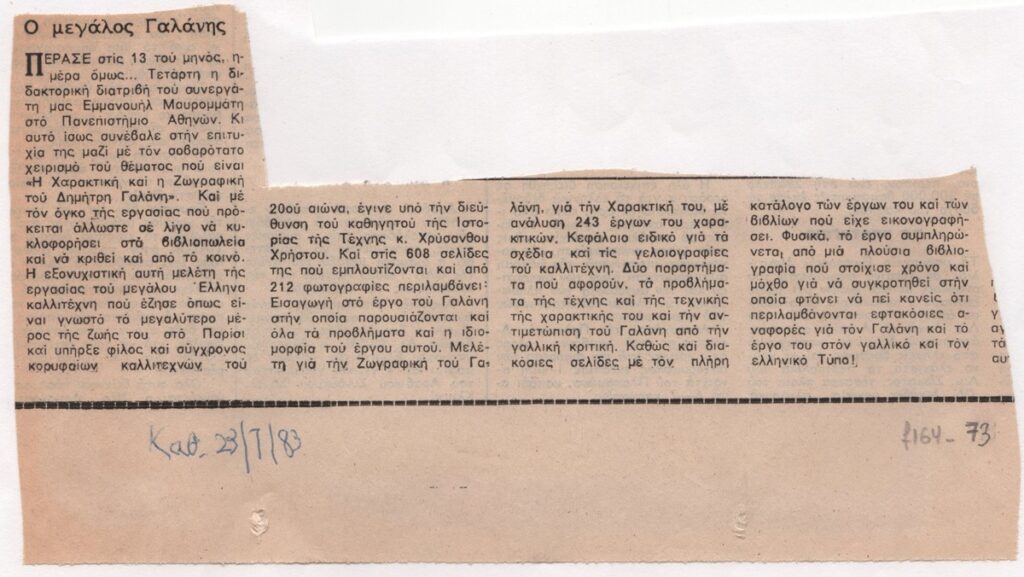 Ο μεγάλος Γαλάνης
ΠΕΡΑΣΕ στίς 13 τού μηνός, η-
μέρα όμως... Τετάρτη η δι-
δακτορική διατριβή τού συνεργά-
τη μας Εμμανουήλ Μαυρομμάτη
στό Πανεπιστήμιο Αθηνών. Κι
αυτό ίσως συνέβαλε στήν επιτυ-
χία της μαζί μέ τόν σοβαρότατο
χειρισμό τού θέματος πού είναι
«Η Χαρακτική καί η Ζωγραφική
τού Δημήτρη Γαλάνη». Καί μέ
τόν όγκο τής εργασίας πού πρό-
κειται άλλωστε σέ λίγο νά κυ-
κλοφορήσει στά βιβλιοπωλεία
καί νά κριθεί καί από τό κοινό.
Η εξονυχιστική αυτή μελέτη τής
εργασίας τού μεγάλου Έλληνα
καλλιτέχνη πού έζησε όπως εί-
ναι γνωστό τό μεγαλύτερο μέ-
ρος τής ζωής του στό Παρίσι
καί υπήρξε φίλος καί σύγχρονος
κορυφαίων καλλιτεχνών τού
20ού αιώνα, έγινε υπό τήν διεύ-
θυνση τού καθηγητού τής Ιστο-
ρίας τής Τέχνης κ. Χρύσανθου
Χρήστου. Καί στίς 608 σελίδες
της πού εμπλουτίζονται καί από
212 φωτογραφίες περιλαμβάνει:
Εισαγωγή στό έργο τού Γαλάνη
στήν οποία παρουσιάζονται καί
όλα τά προβλήματα καί η ιδιο-
μορφία τού έργου αυτού. Μελέ-
τη γιά τήν Ζωγραφική τού Γα-
λάνη, γιά τήν Χαρακτική του, μέ
ανάλυση 243 έργων του χαρα-
κτικών. Κεφάλαιο ειδικό γιά τά
σχέδια καί τίς γελοιογραφίες
τού καλλιτέχνη. Δύο παραρτήμα-
τα πού αφορούν, τά προβλήμα-
τα τής τέχνης καί τής τεχνικής
τής χαρακτικής του καί τήν αν-
τιμετώπιση τού Γαλάνη από τήν
γαλλική κριτική. Καθώς καί δια-
κόσιες σελίδες μέ τόν πλήρη
κατάλογο τών έργων του καί τών
βιβλίων πού είχε εικονογραφή-
σει. Φυσικά, τό έργο συμπληρώ-
νεται από μιά πλούσια βιβλιο-
γραφία πού στοίχισε χρόνο καί
μόχθο γιά νά συγκροτηθεί στήν
οποία φτάνει νά πεί κανείς ότι
περιλαμβάνονται εφτακόσιες α-
ναφορές γιά τόν Γαλάνη καί τό
έργο του στόν γαλλικό καί τόν
ελληνικό Τύπο!
τά
αυ
Καθ. 23/7/83
f164-73